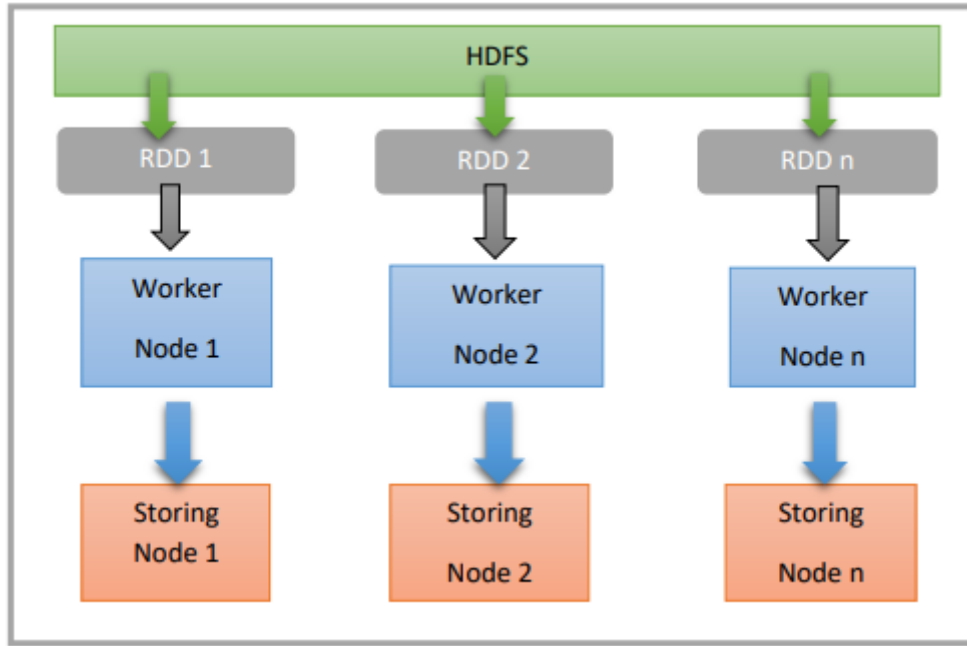 HDFS
RDD 1
RDD 2
RDD n
Worker
Node 1
Worker
Node 2
Worker
Node n
Storing
Node 1
Storing
Node 2
Storing
Node n